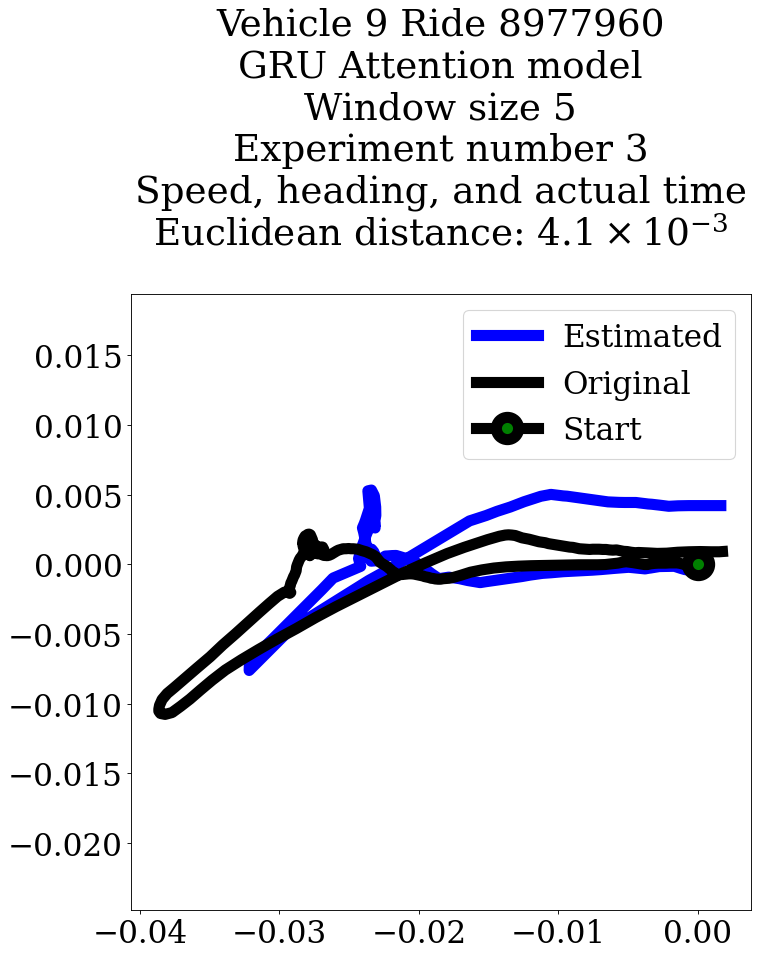 Vehicle 9 Ride 8977960
GRU Attention model
Window size 5
Experiment number 3
Speed, heading, and actual time
Euclidean distance: 4.1 × 10⁻³
Estimated
Original
Start
0.015
0.010
0.005
0.000
−0.005
−0.010
−0.015
−0.020
−0.04 −0.03 −0.02 −0.01 0.00